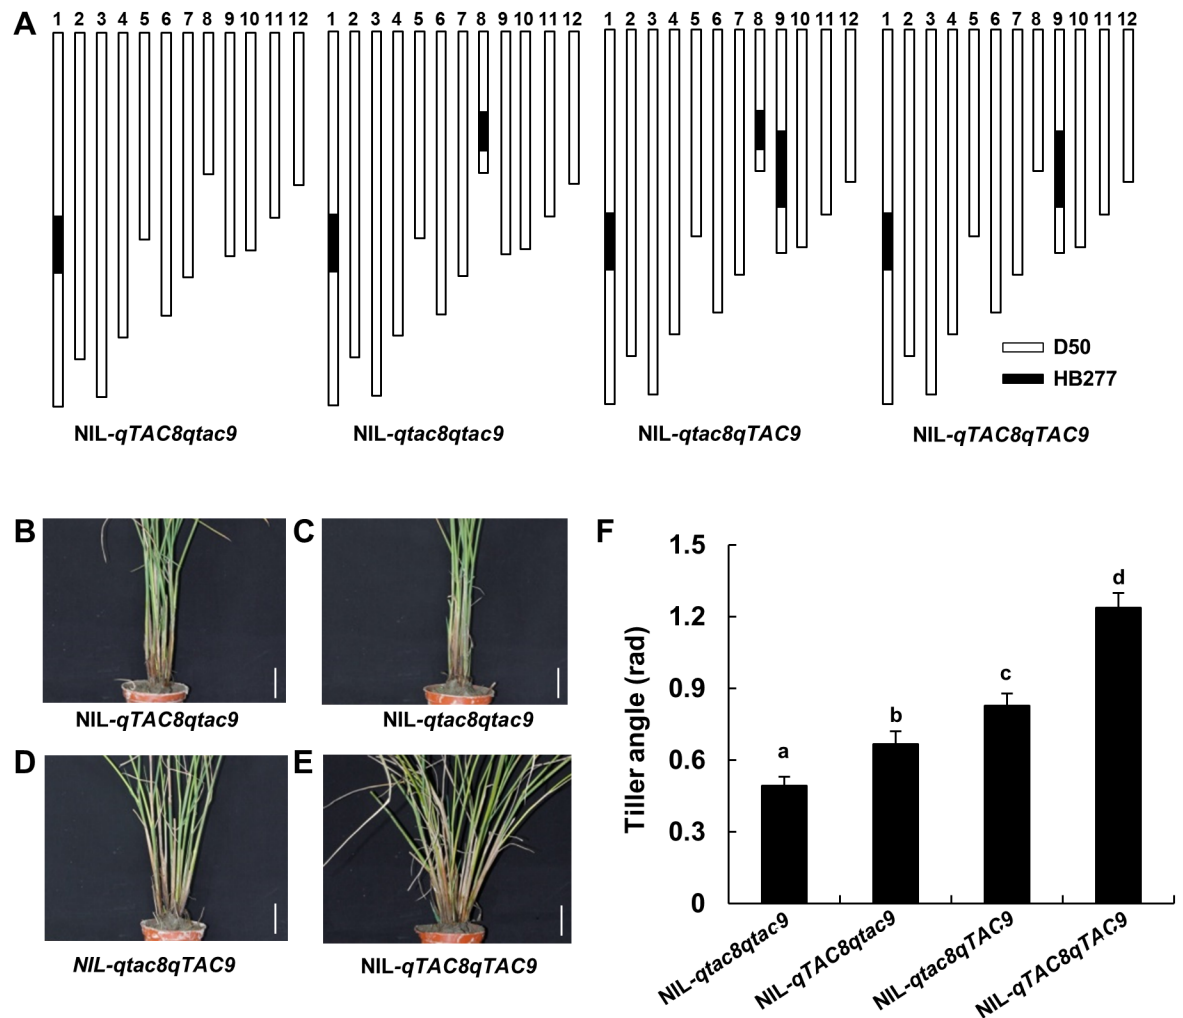 A
1 2 3 4 5 6 7 8 9 10 11 12
1 2 3 4 5 6 7 8 9 10 11 12
1 2 3 4 5 6 7 8 9 10 11 12
1 2 3 4 5 6 7 8 9 10 11 12
D50
HB277
NIL-qTAC8qtac9
NIL-qtac8qtac9
NIL-qtac8qTAC9
NIL-qTAC8qTAC9
B
NIL-qTAC8qtac9
C
NIL-qtac8qtac9
D
NIL-qtac8qTAC9
E
NIL-qTAC8qTAC9
F
Tiller angle (rad)
1.5
1.2
0.9
0.6
0.3
0
a
b
c
d
NIL-qtac8qtac9
NIL-qTAC8qtac9
NIL-qtac8qTAC9
NIL-qTAC8qTAC9